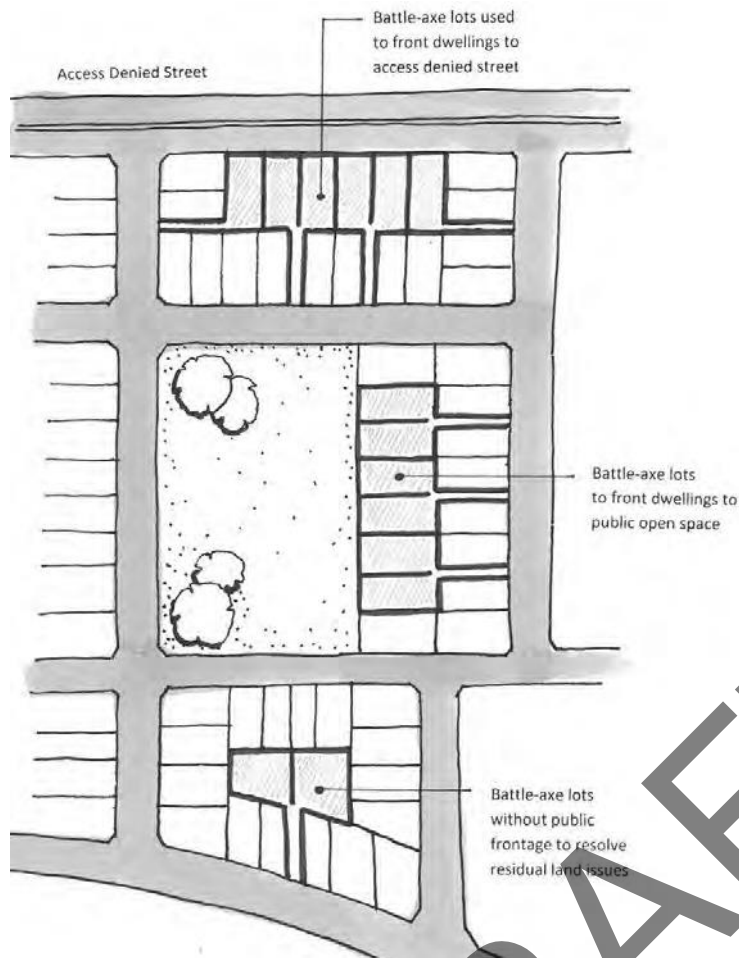 Battle-axe lots used
to front dwellings to
access denied street
Access Denied Street
Battle-axe lots
to front dwellings to
public open space
Battle-axe lots
without public
frontage to resolve
residual land issues